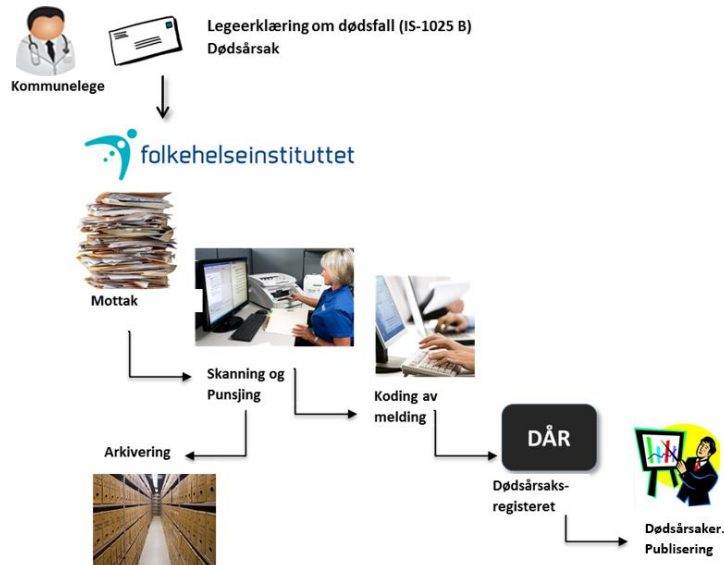 Legeerklæring om dødsfall (IS-1025 B)
Dødsårsak
Kommunelege
folkehelseinstituttet
Mottak
Skanning og
Punsjing
Koding av
melding
Arkivering
DÅR
Dødsårsaks-
registeret
Dødsårsaker.
Publisering